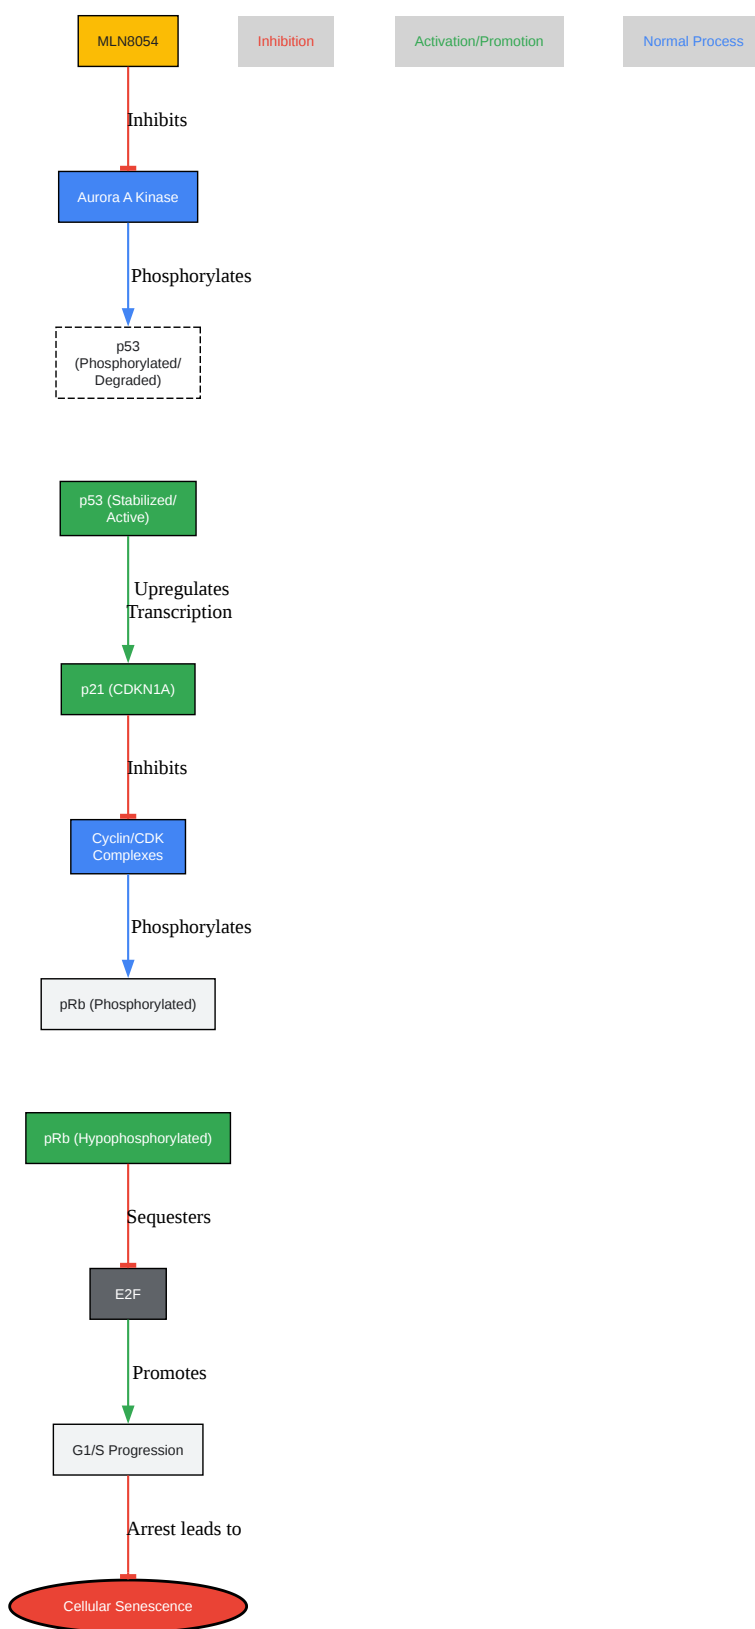 MLN8054
Inhibition
Activation/Promotion
Normal Process
Inhibits
Aurora A Kinase
Phosphorylates
p53
(Phosphorylated/
Degraded)
p53 (Stabilized/
Active)
Upregulates
Transcription
p21 (CDKN1A)
Inhibits
Cyclin/CDK
Complexes
Phosphorylates
pRb (Phosphorylated)
pRb (Hypophosphorylated)
Sequesters
E2F
Promotes
G1/S Progression
Arrest leads to
Cellular Senescence